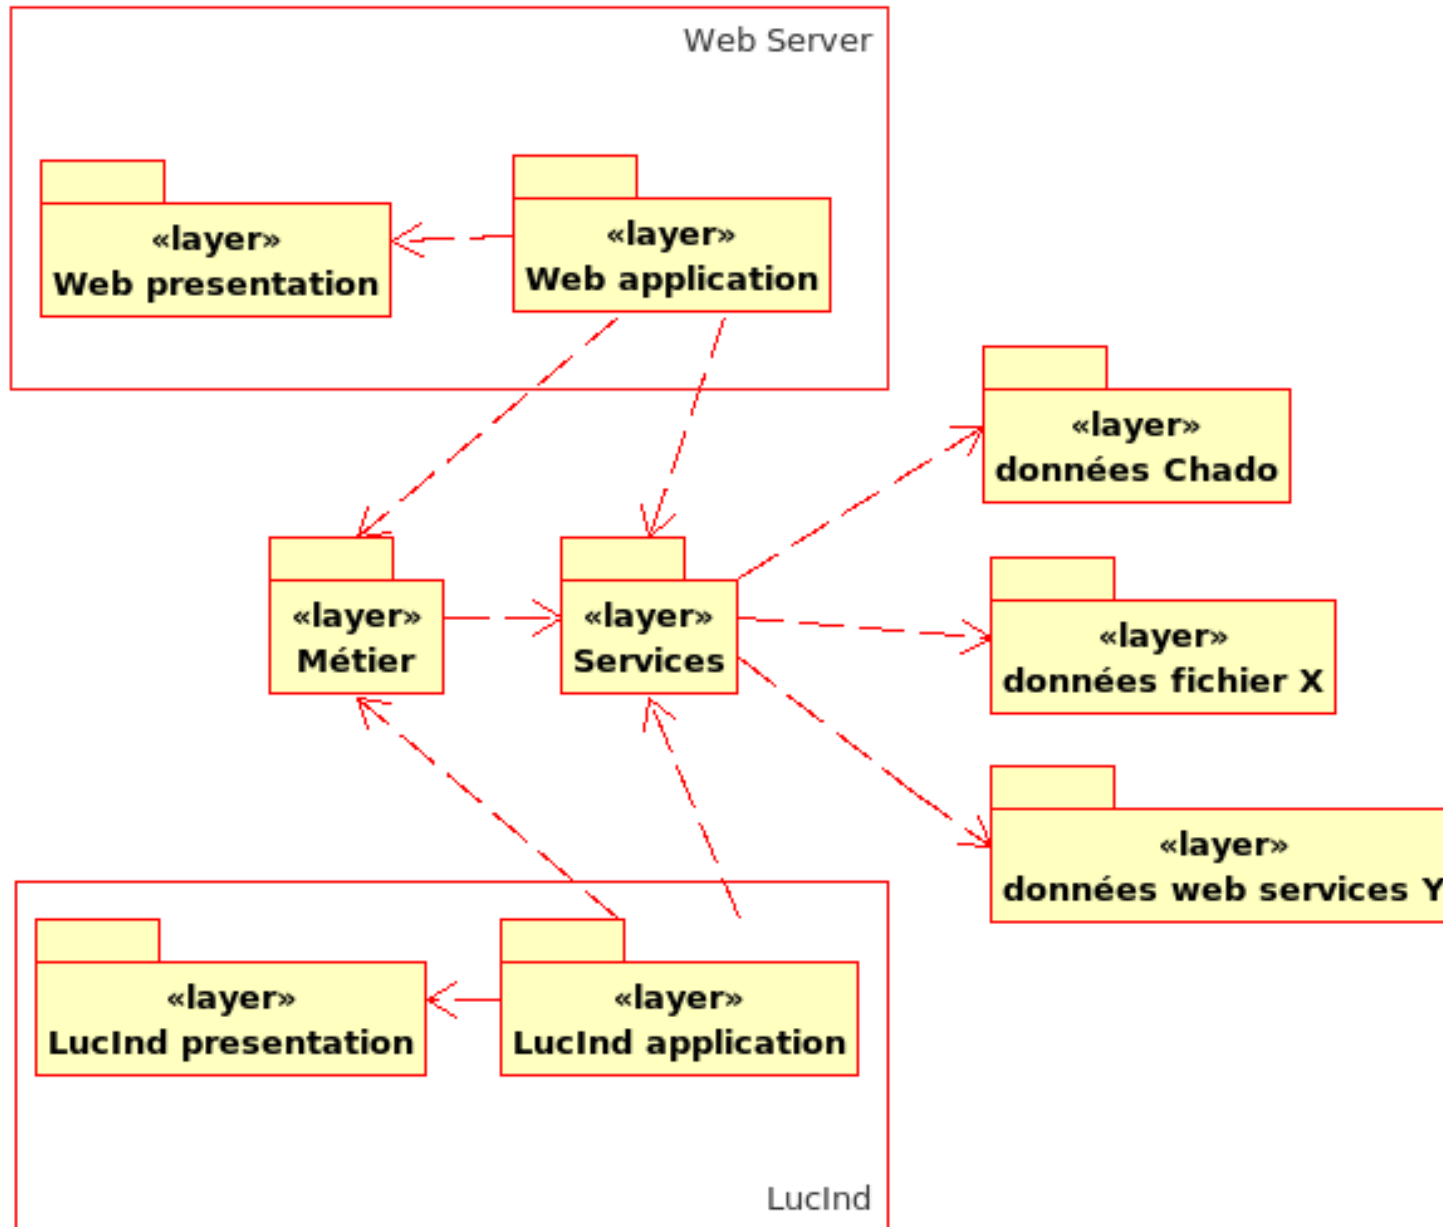 Web Server
«layer»
Web presentation
«layer»
Web application
«layer»
données Chado
«layer»
Métier
«layer»
Services
«layer»
données fichier X
«layer»
données web services Y
«layer»
LucInd presentation
«layer»
LucInd application
LucInd